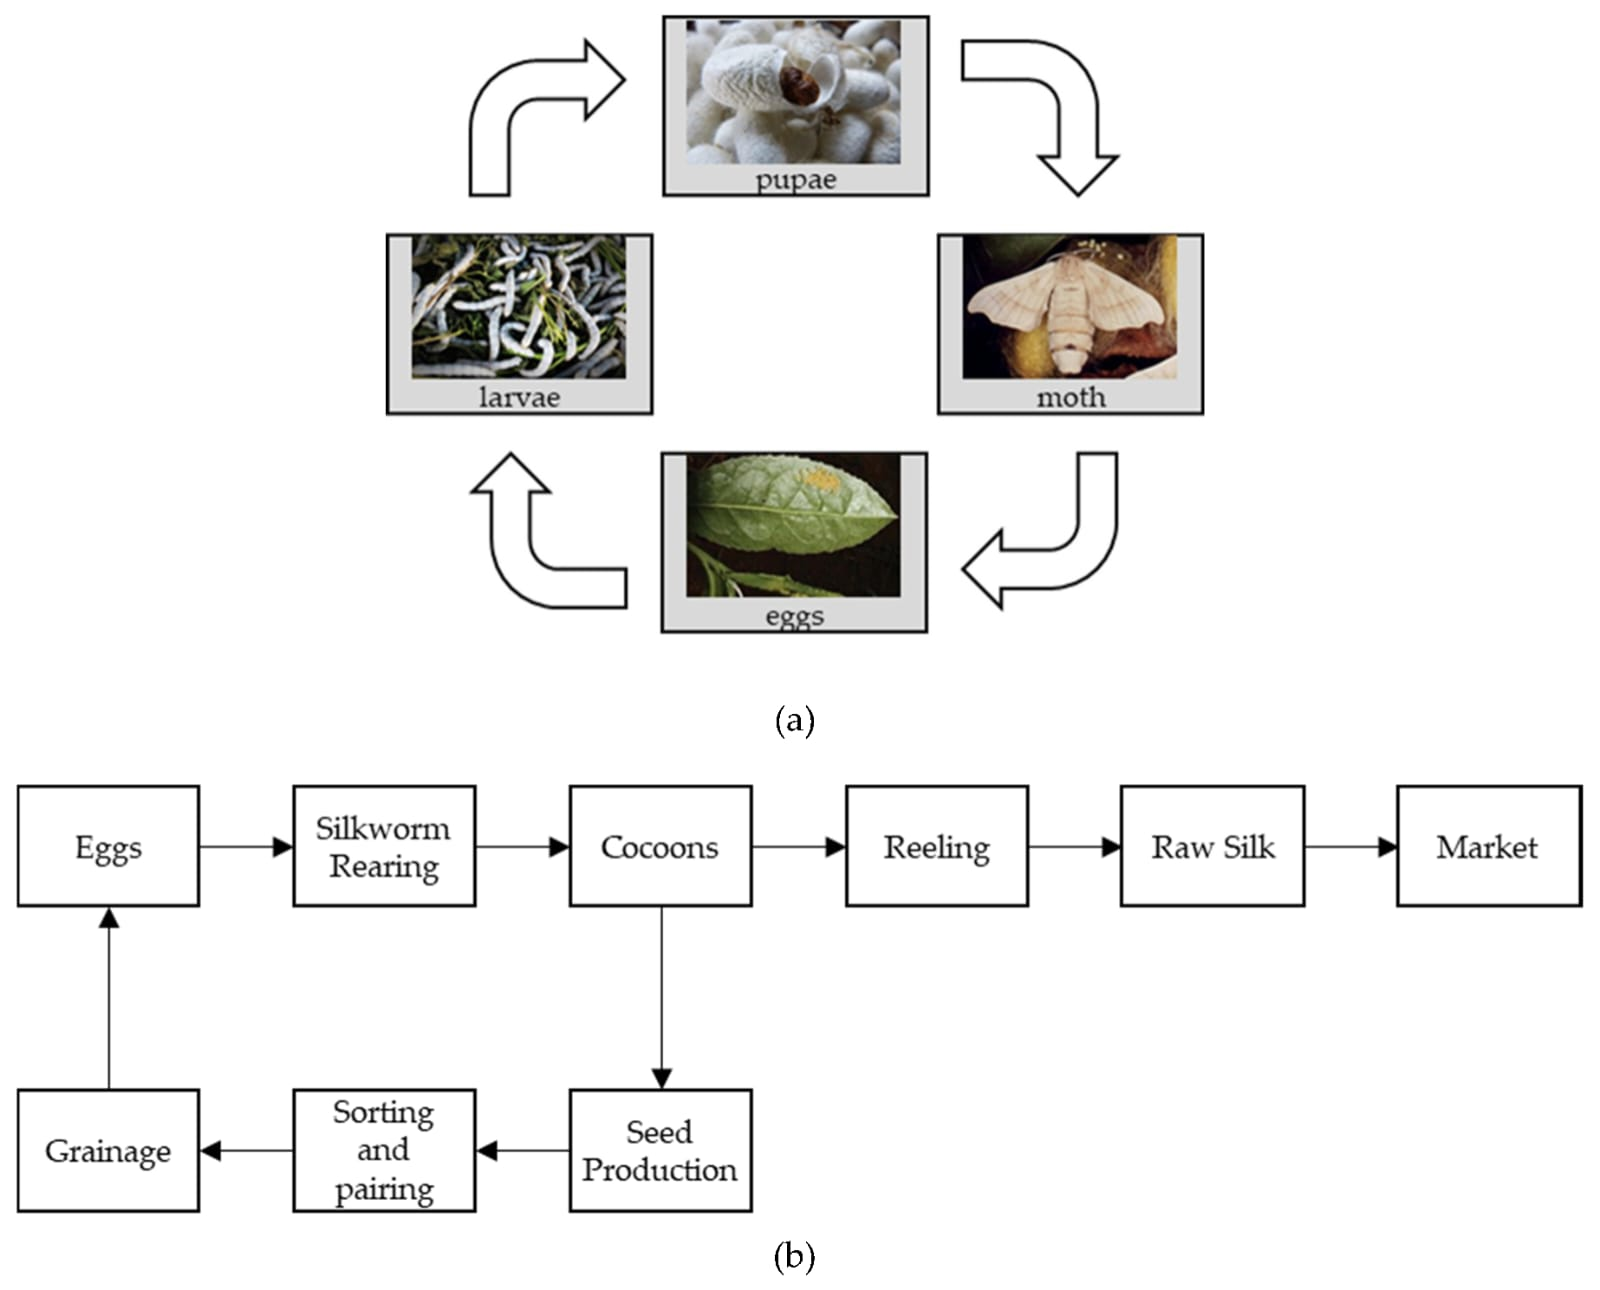 pupae
larvae
moth
eggs
(a)
Eggs
Silkworm
Rearing
Cocoons
Reeling
Raw Silk
Market
Grainage
Sorting
and
pairing
Seed
Production
(b)